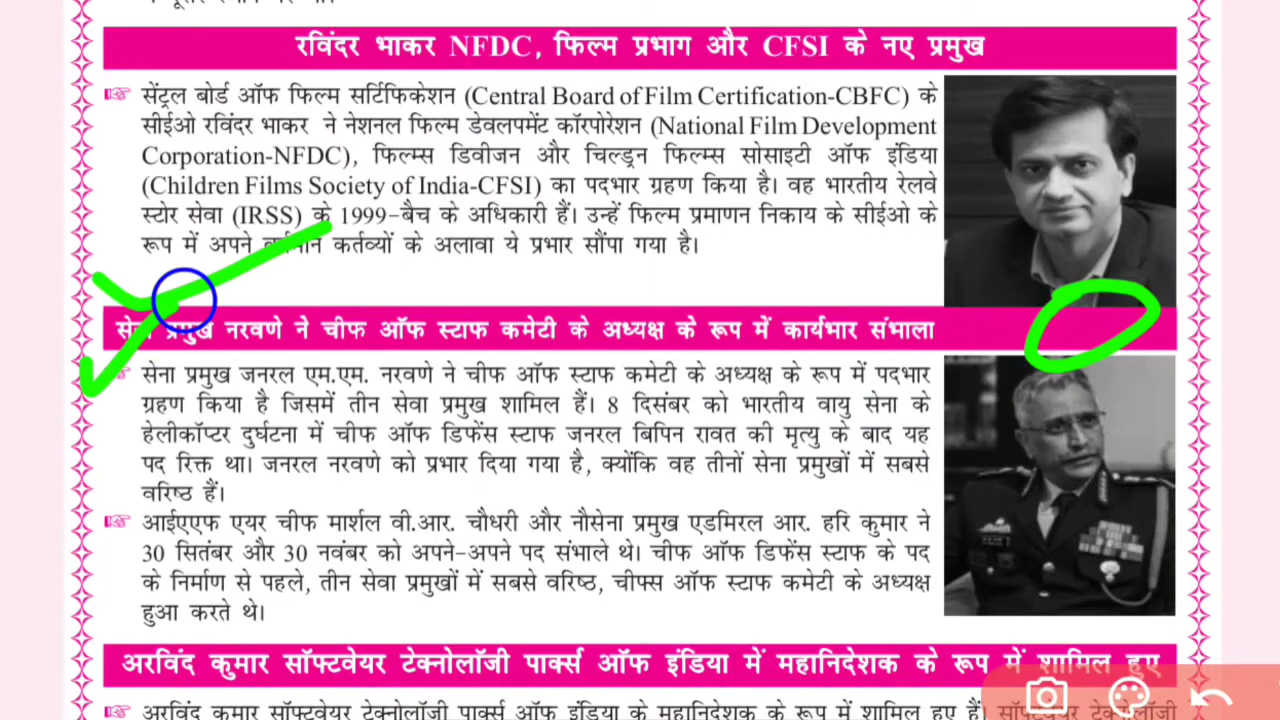 रविंदर भाकर NFDC, फिल्म प्रभाग और CFSI के नए प्रमुख
सेंट्रल बोर्ड ऑफ फिल्म सर्टिफिकेशन (Central Board of Film Certification-CBFC) के
सीईओ रविंदर भाकर ने नेशनल फिल्म डेवलपमेंट कॉरपोरेशन (National Film Development
Corporation-NFDC), फिल्म्स डिवीजन और चिल्ड्रन फिल्म्स सोसाइटी ऑफ इंडिया
(Children Films Society of India-CFSI) का पदभार ग्रहण किया है। वह भारतीय रेलवे
स्टोर सेवा (IRSS) के 1999-बैच के अधिकारी हैं। उन्हें फिल्म प्रमाणन निकाय के सीईओ के
रूप में अपने वर्तमान कर्तव्यों के अलावा ये प्रभार सौंपा गया है।
सेना प्रमुख नरवणे ने चीफ ऑफ स्टाफ कमेटी के अध्यक्ष के रूप में कार्यभार संभाला
सेना प्रमुख जनरल एम.एम. नरवणे ने चीफ ऑफ स्टाफ कमेटी के अध्यक्ष के रूप में पदभार
ग्रहण किया है जिसमें तीन सेवा प्रमुख शामिल हैं। 8 दिसंबर को भारतीय वायु सेना के
हेलीकॉप्टर दुर्घटना में चीफ ऑफ डिफेंस स्टाफ जनरल बिपिन रावत की मृत्यु के बाद यह
पद रिक्त था। जनरल नरवणे को प्रभार दिया गया है, क्योंकि वह तीनों सेना प्रमुखों में सबसे
वरिष्ठ हैं।
आईएएफ एयर चीफ मार्शल वी.आर. चौधरी और नौसेना प्रमुख एडमिरल आर. हरि कुमार ने
30 सितंबर और 30 नवंबर को अपने-अपने पद संभाले थे। चीफ ऑफ डिफेंस स्टाफ के पद
के निर्माण से पहले, तीन सेवा प्रमुखों में सबसे वरिष्ठ, चीफ्स ऑफ स्टाफ कमेटी के अध्यक्ष
हुआ करते थे।
अरविंद कुमार सॉफ्टवेयर टेक्नोलॉजी पार्क्स ऑफ इंडिया में महानिदेशक के रूप में शामिल हुए
अरविंद कुमार सॉफ्टवेयर टेक्नोलॉजी पार्क्स ऑफ इंडिया के महानिदेशक के रूप में शामिल हुए हैं। सॉफ्टवेयर टेक्नोलॉजी